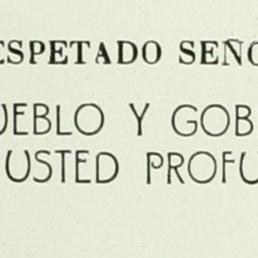 ESPETADO SEÑO
UEBLO Y GOB
USTED PROFU